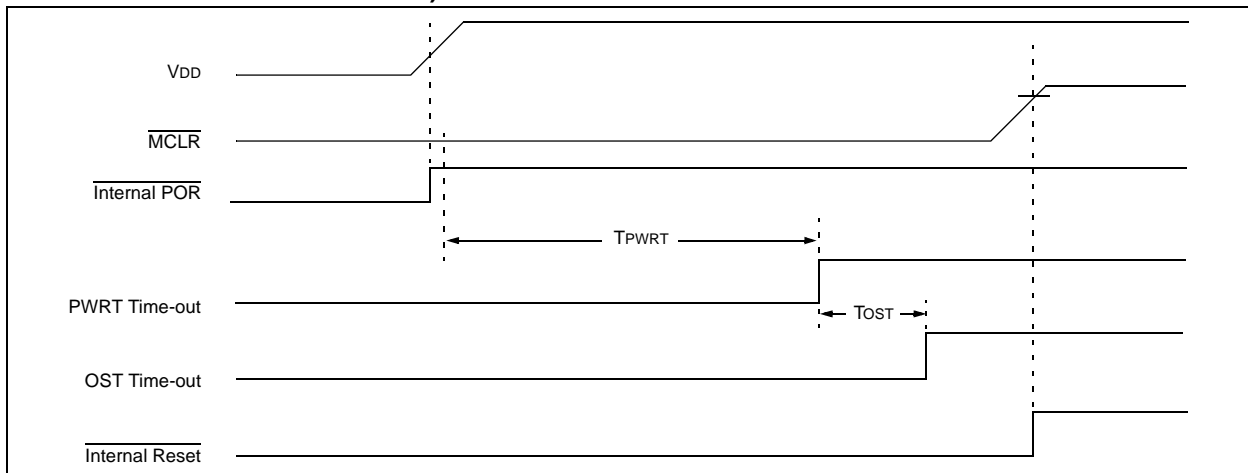 VDD
MCLR
Internal POR
TPWRT
PWRT Time-out
TOST
OST Time-out
Internal Reset